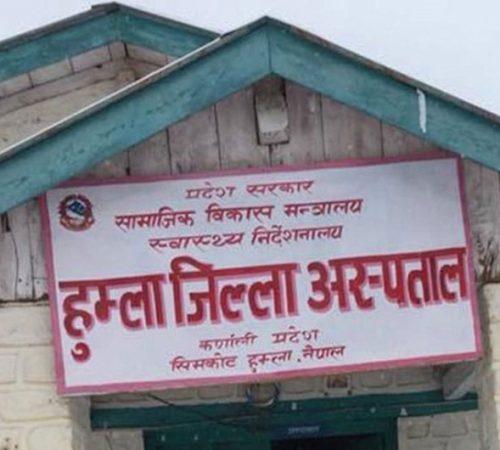 प्रदेश सरकार
सामाजिक विकास मन्त्रालय
स्वास्थ्य निर्देशनालय
हुम्ला जिल्ला अस्पताल
कर्णाली प्रदेश
सिमकोट हुम्ला, नेपाल